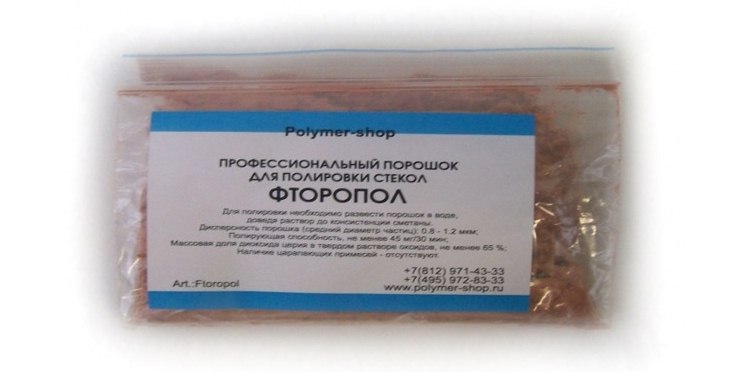 Polymer-shop
ПРОФЕССИОНАЛЬНЫЙ ПОРОШОК
ДЛЯ ПОЛИРОВКИ СТЕКОЛ
ФТОРОПОЛ
Для полировки необходимо развести порошок в воде,
доведя раствор до консистенции сметаны.
Дисперсность порошка (средний диаметр частиц): 0.8 - 1.2 мкм;
Полирующая способность, не менее 45 мг/30 мин;
Массовая доля диоксида церия в твердом растворе оксидов, не менее 65 %;
Наличие царапающих примесей - отсутствуют.
+7(812) 971-43-33
+7(495) 972-83-33
Art.:Floropol www.polymer-shop.ru